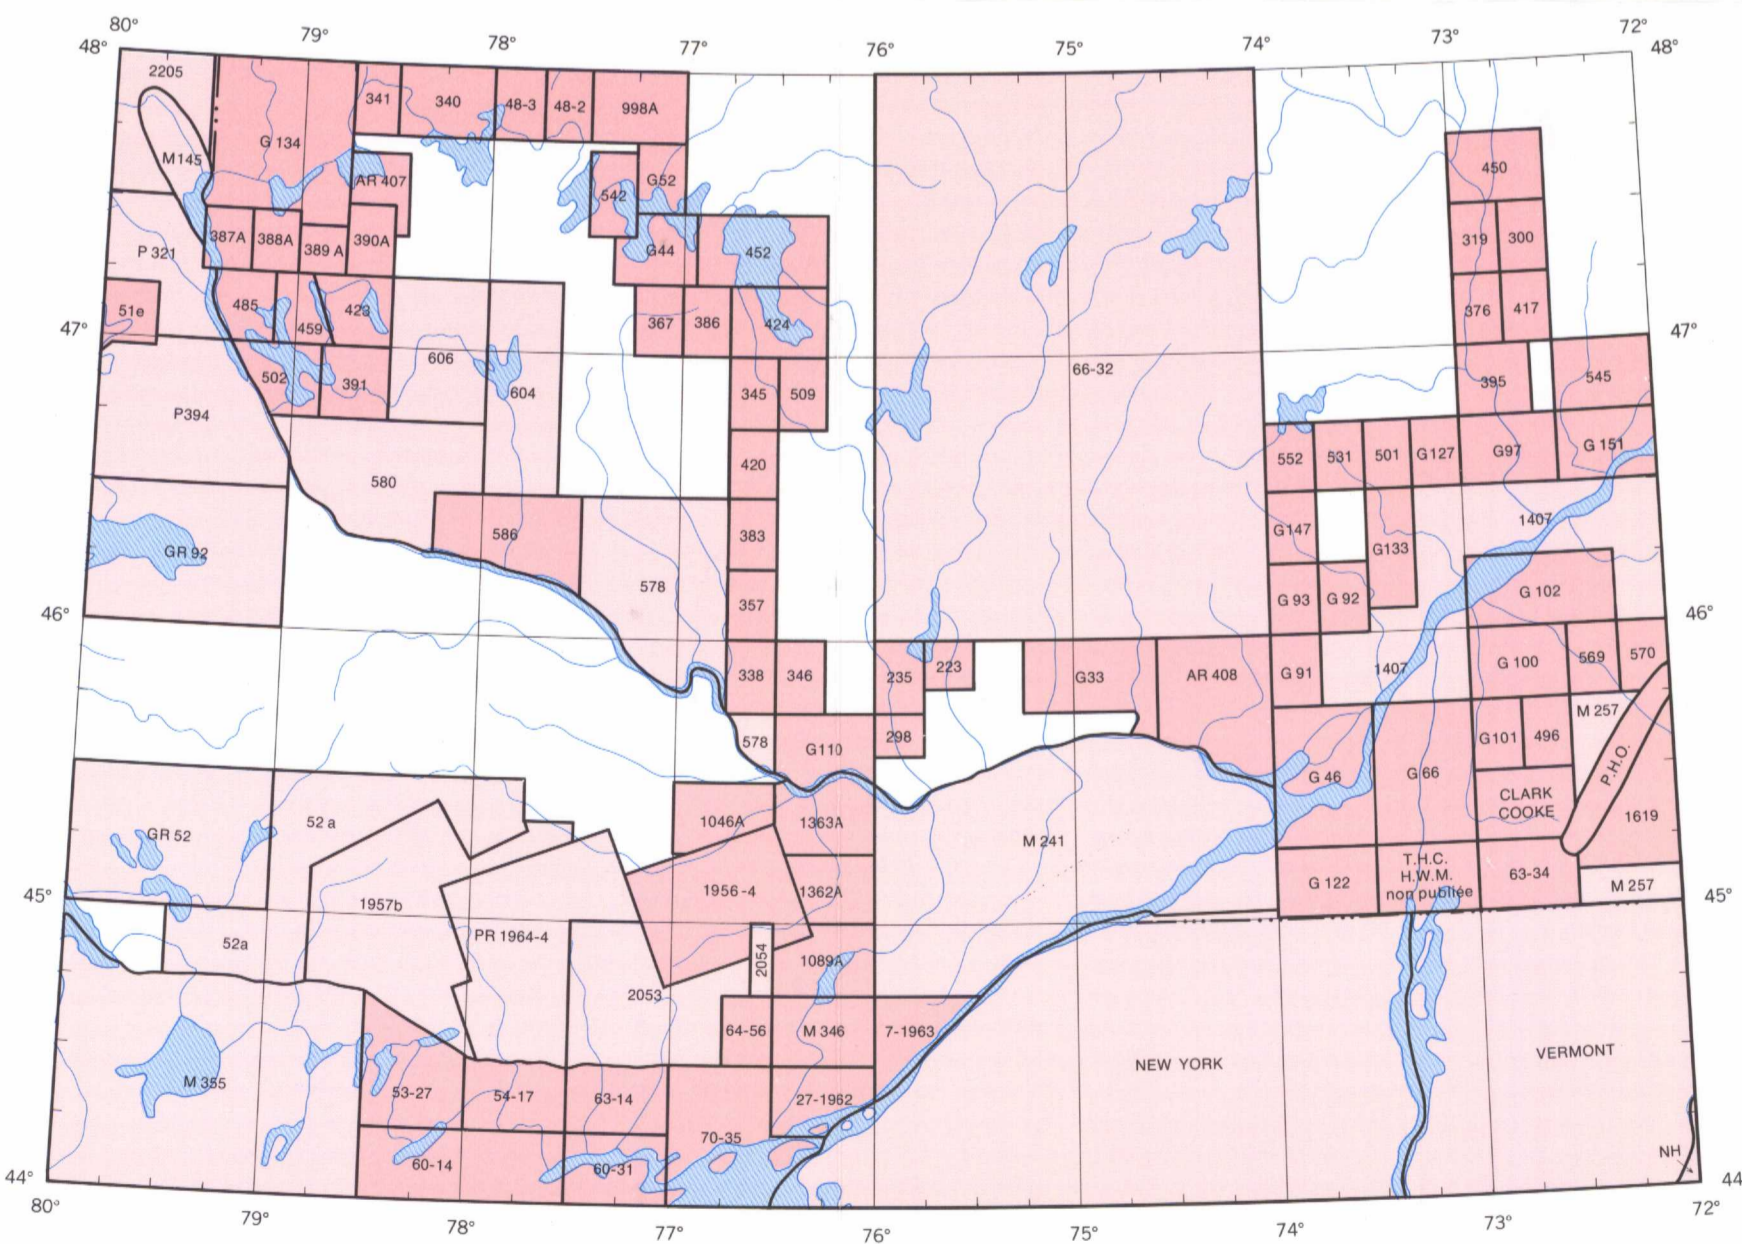 80°
79°
78°
77°
76°
75°
74°
73°
72°
48°
48°
2205
341
340
48-3
48-2
998A
G 134
M145
AR 407
542
G52
450
387A
388A
389 A
390A
P 321
G44
452
319
300
51e
485
459
423
367
386
424
376
417
47°
47°
606
604
502
391
345
509
66-32
395
545
P394
420
552
531
501
G127
G97
G 151
580
586
383
G147
G133
1407
GR 92
578
357
G 93
G 92
G 102
46°
46°
338
346
235
223
G33
AR 408
G 91
1407
G 100
569
570
578
G110
298
G 46
G 66
G101
496
M 257
P.H.O.
GR 52
52 a
1046A
1363A
M 241
CLARK
COOKE
1619
1957b
1956-4
1362A
G 122
T.H.C.
H.W.M.
non publiée
63-34
M 257
45°
45°
52a
PR 1964-4
2054
1089A
2053
64-56
M 346
7-1963
NEW YORK
VERMONT
M 355
53-27
54-17
63-14
27-1962
70-35
60-14
60-31
NH
44°
44
80°
79°
78°
77°
76°
75°
74°
73°
72°